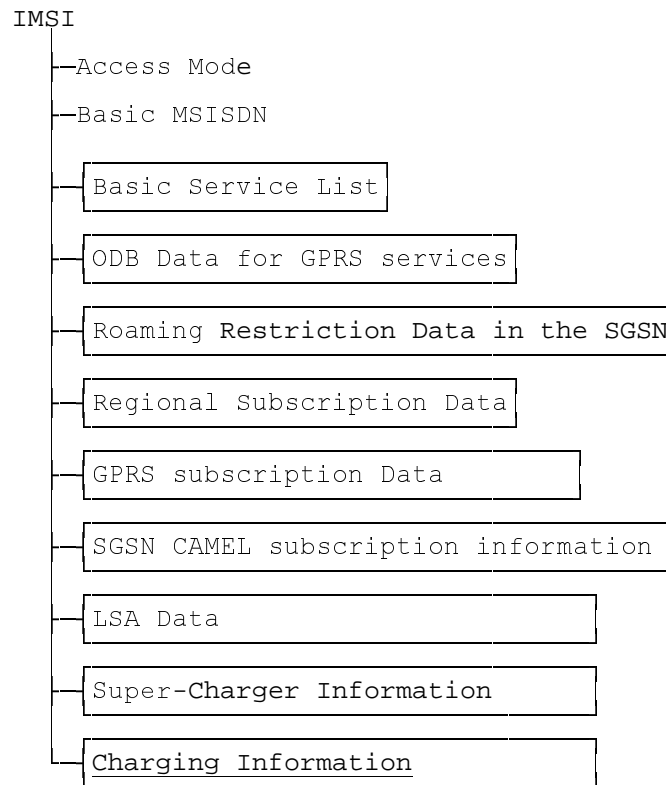 IMSI
Access Mode
Basic MSISDN
Basic Service List
ODB Data for GPRS services
Roaming Restriction Data in the SGSN
Regional Subscription Data
GPRS subscription Data
SGSN CAMEL subscription information
LSA Data
Super-Charger Information
Charging Information